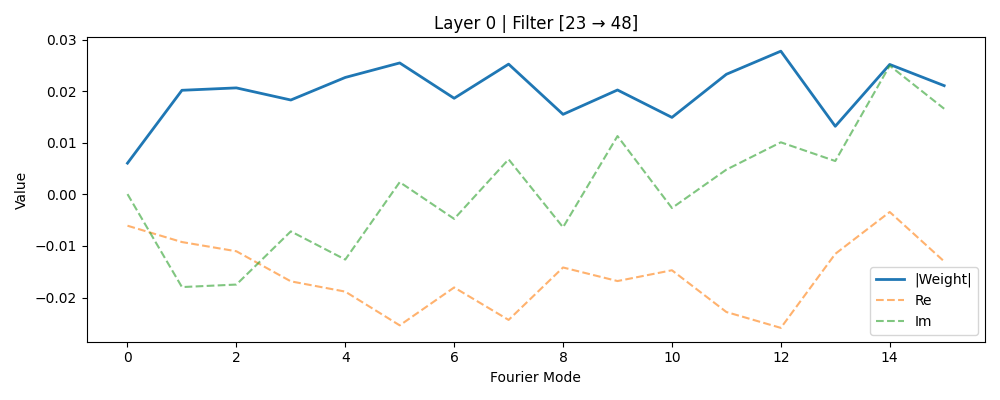 Layer 0 | Filter [23 → 48]
0.03
0.02
0.01
0.00
−0.01
−0.02
Value
0 2 4 6 8 10 12 14
Fourier Mode
|Weight|
Re
Im